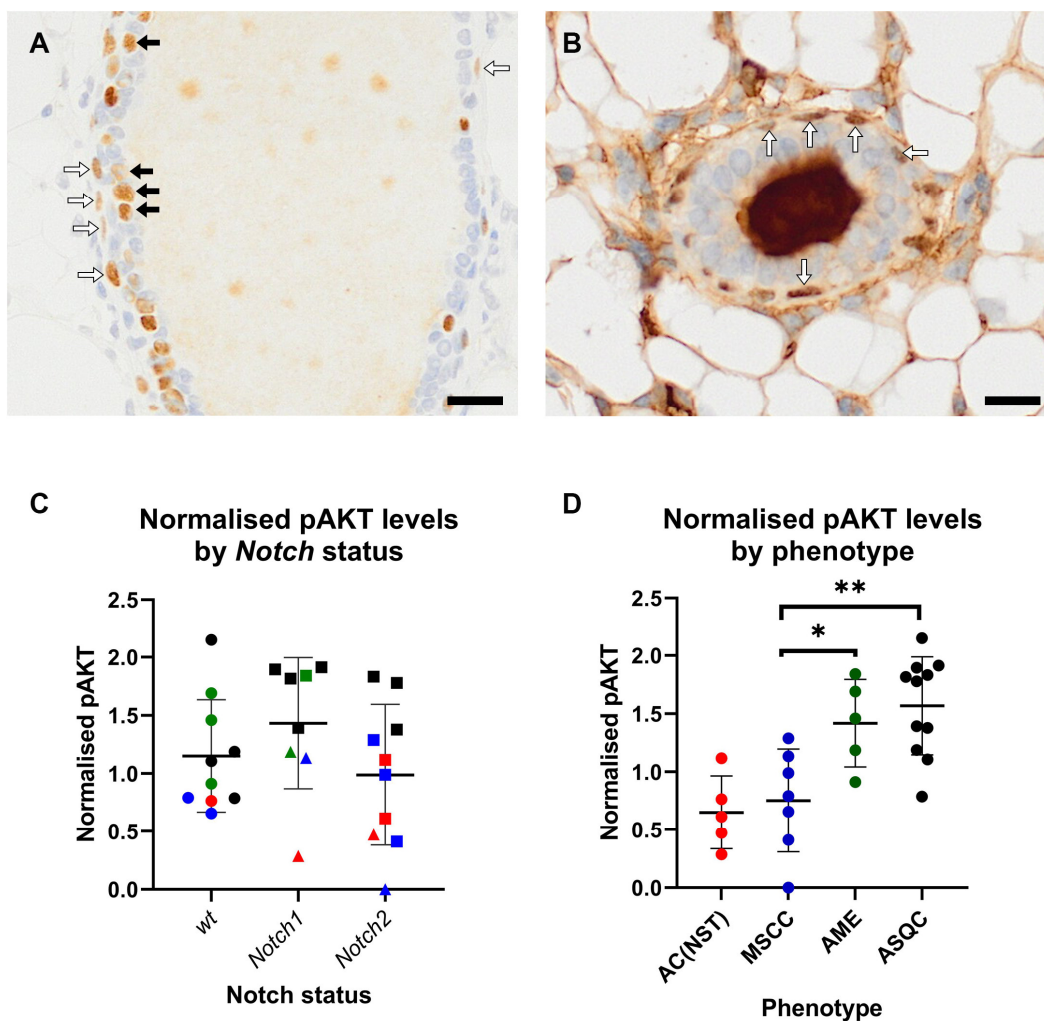 A
B
C
Normalised pAKT levels
by Notch status
Normalised pAKT
2.5
2.0
1.5
1.0
0.5
0.0
wt
Notch1
Notch2
Notch status
D
Normalised pAKT levels
by phenotype
**
*
Normalised pAKT
2.5
2.0
1.5
1.0
0.5
0.0
AC(NST)
MSCC
AME
ASQC
Phenotype